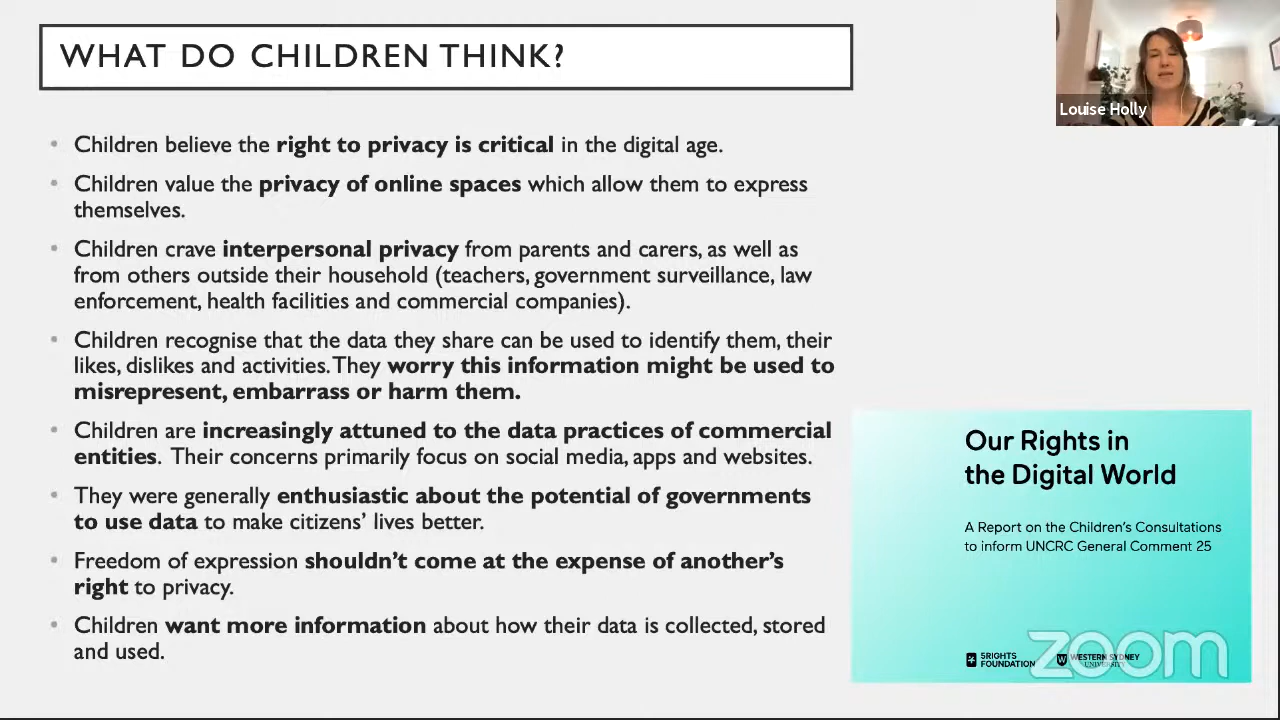 WHAT DO CHILDREN THINK?
Louise Holly
• Children believe the right to privacy is critical in the digital age.
• Children value the privacy of online spaces which allow them to express
themselves.
• Children crave interpersonal privacy from parents and carers, as well as
from others outside their household (teachers, government surveillance, law
enforcement, health facilities and commercial companies).
• Children recognise that the data they share can be used to identify them, their
likes, dislikes and activities. They worry this information might be used to
misrepresent, embarrass or harm them.
• Children are increasingly attuned to the data practices of commercial
entities. Their concerns primarily focus on social media, apps and websites.
• They were generally enthusiastic about the potential of governments
to use data to make citizens’ lives better.
• Freedom of expression shouldn’t come at the expense of another’s
right to privacy.
• Children want more information about how their data is collected, stored
and used.
Our Rights in
the Digital World
A Report on the Children’s Consultations
to inform UNCRC General Comment 25
5RIGHTS
FOUNDATION
WESTERN SYDNEY
UNIVERSITY
zoom